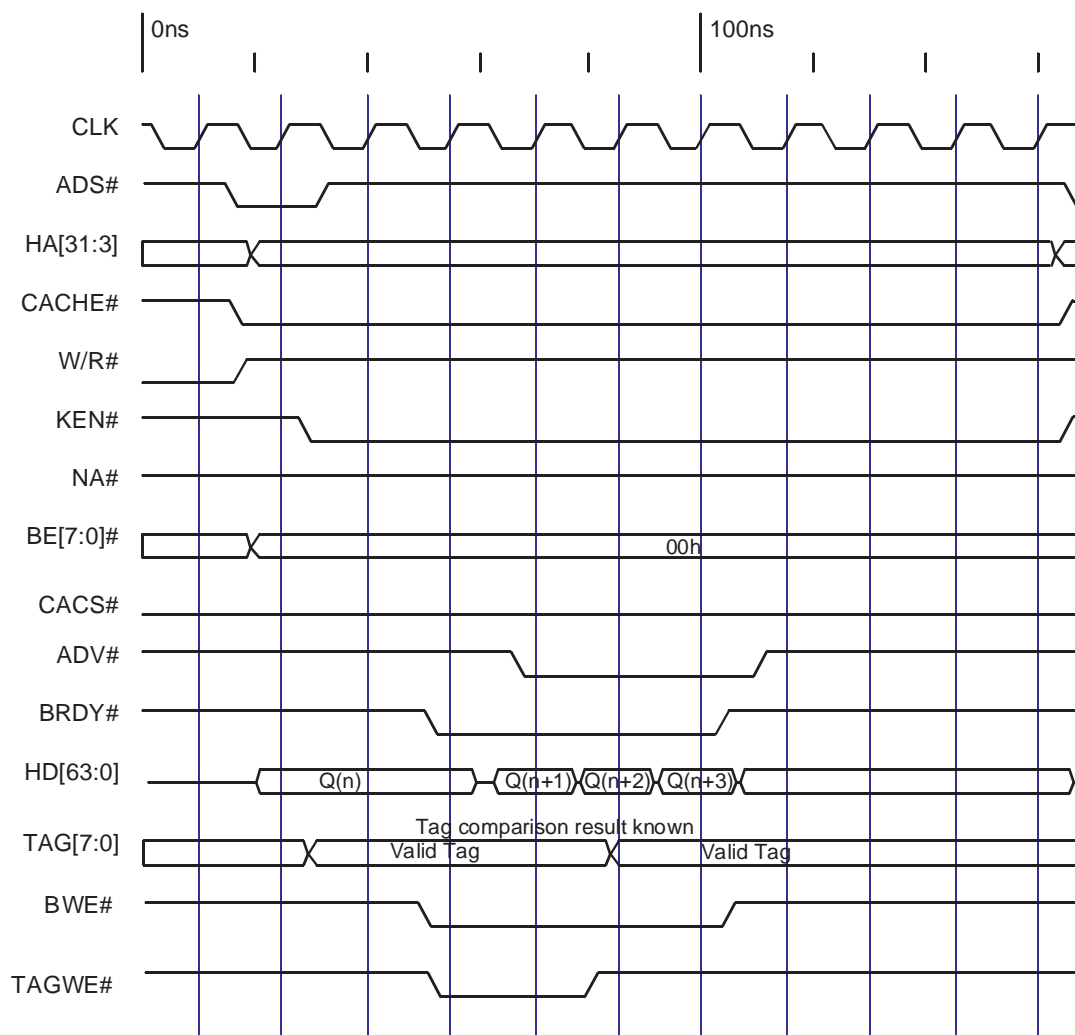 0ns
100ns
CLK
ADS#
HA[31:3]
CACHE#
W/R#
KEN#
NA#
BE[7:0]#
00h
CACS#
ADV#
BRDY#
HD[63:0]
Q(n)
Q(n+1)
Q(n+2)
Q(n+3)
Tag comparison result known
TAG[7:0]
Valid Tag
Valid Tag
BWE#
TAGWE#